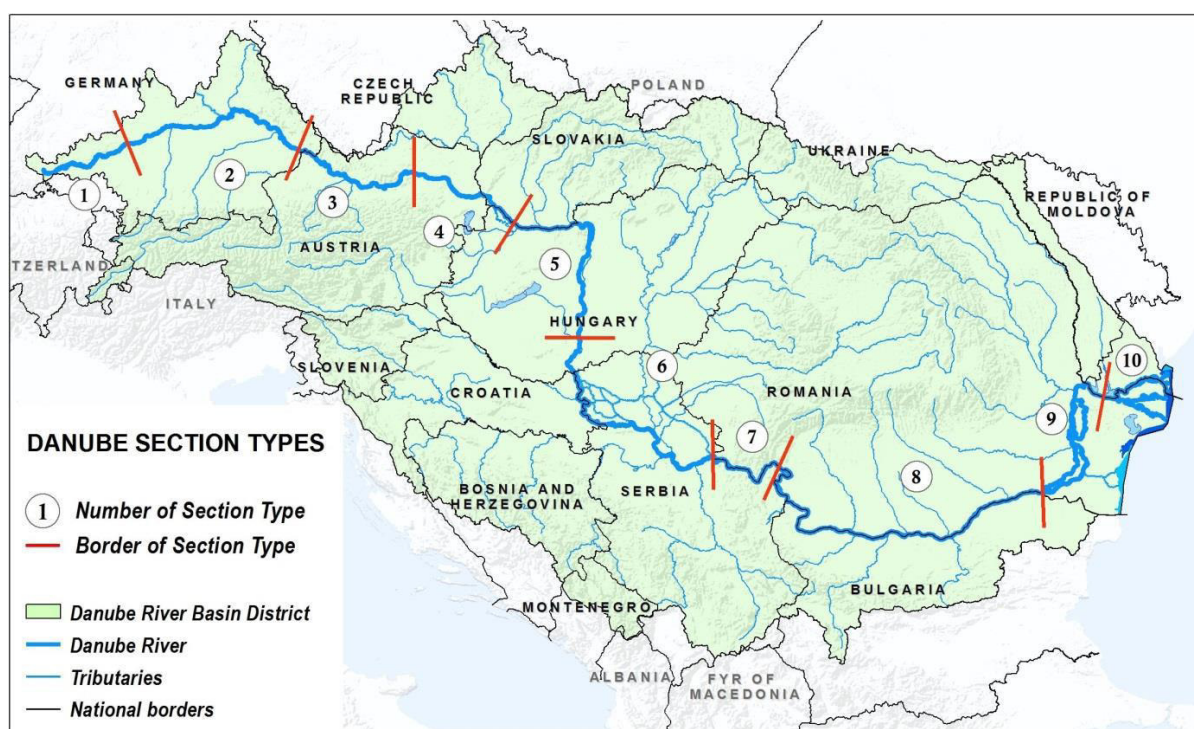 GERMANY
CZECH
REPUBLIC
POLAND
SLOVAKIA
UKRAINE
REPUBLIC OF
MOLDOVA
1
2
3
4
5
6
7
8
9
10
AUSTRIA
TZERLAND
ITALY
HUNGARY
SLOVENIA
CROATIA
ROMANIA
BOSNIA AND
HERZEGOVINA
SERBIA
BULGARIA
MONTENEGRO
ALBANIA
FYR OF
MACEDONIA
DANUBE SECTION TYPES
1 Number of Section Type
Border of Section Type
Danube River Basin District
Danube River
Tributaries
National borders